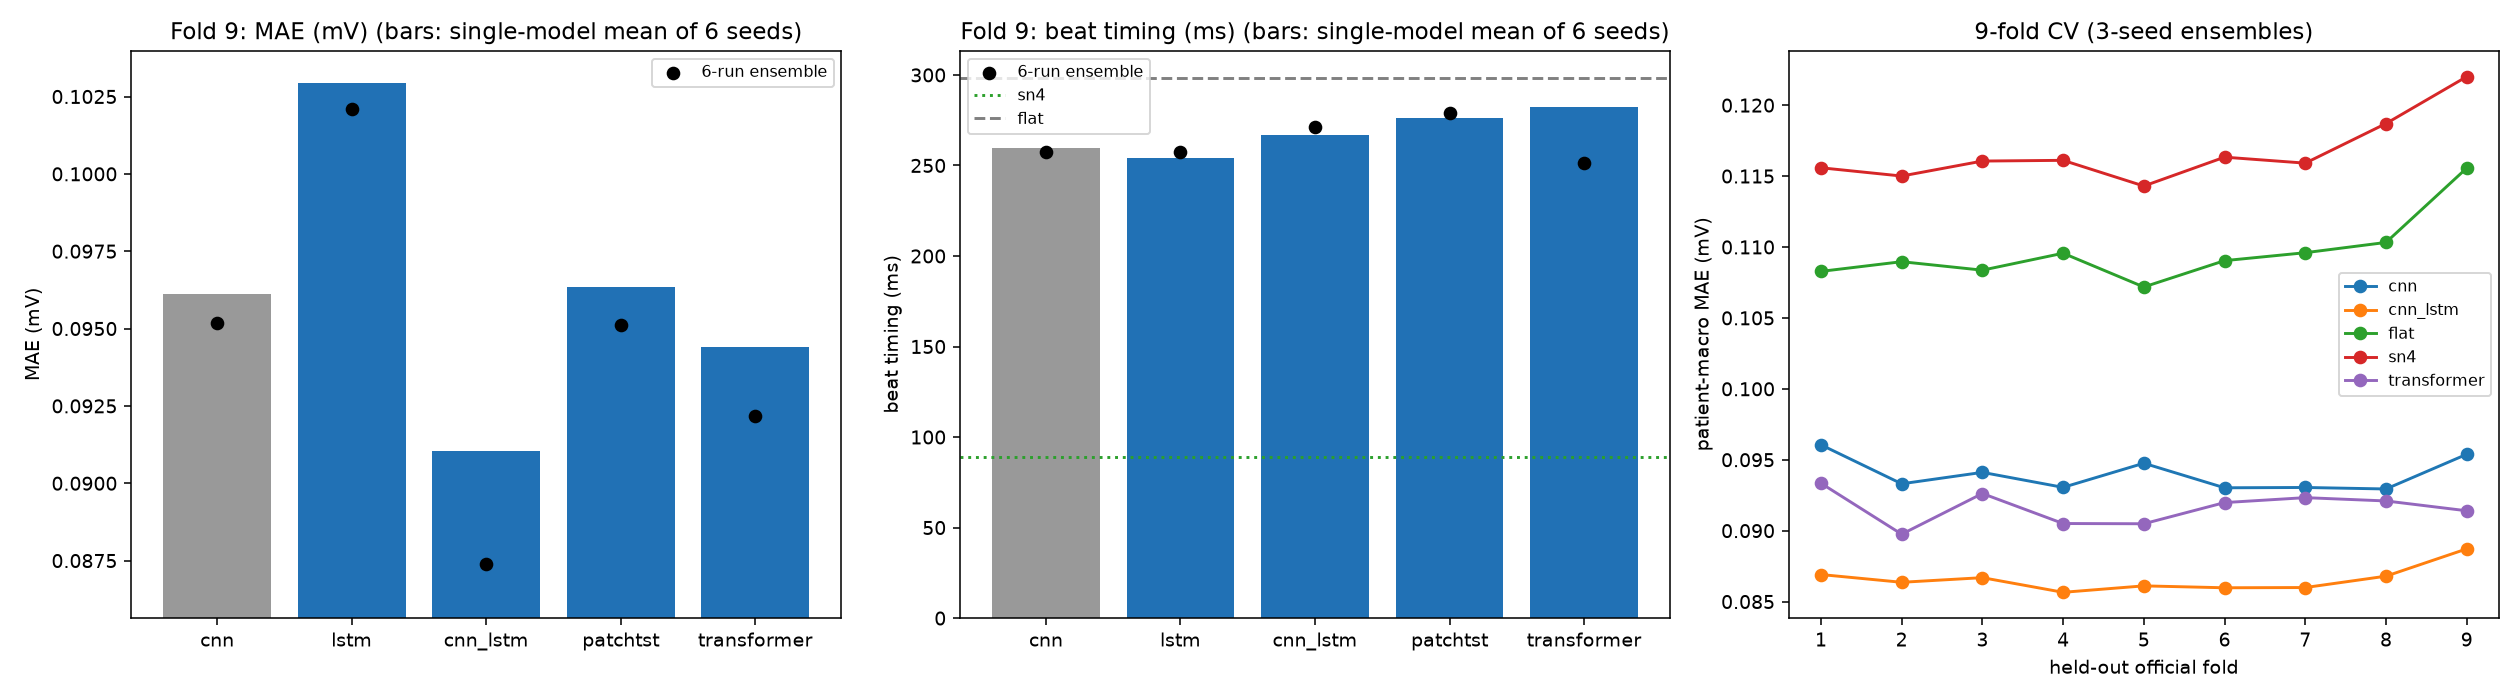 Fold 9: MAE (mV) (bars: single-model mean of 6 seeds)
6-run ensemble
MAE (mV)
0.1025
0.1000
0.0975
0.0950
0.0925
0.0900
0.0875
cnn
lstm
cnn_lstm
patchtst
transformer
Fold 9: beat timing (ms) (bars: single-model mean of 6 seeds)
6-run ensemble
sn4
flat
beat timing (ms)
300
250
200
150
100
50
0
cnn
lstm
cnn_lstm
patchtst
transformer
9-fold CV (3-seed ensembles)
patient-macro MAE (mV)
0.120
0.115
0.110
0.105
0.100
0.095
0.090
0.085
cnn
cnn_lstm
flat
sn4
transformer
1 2 3 4 5 6 7 8 9
held-out official fold